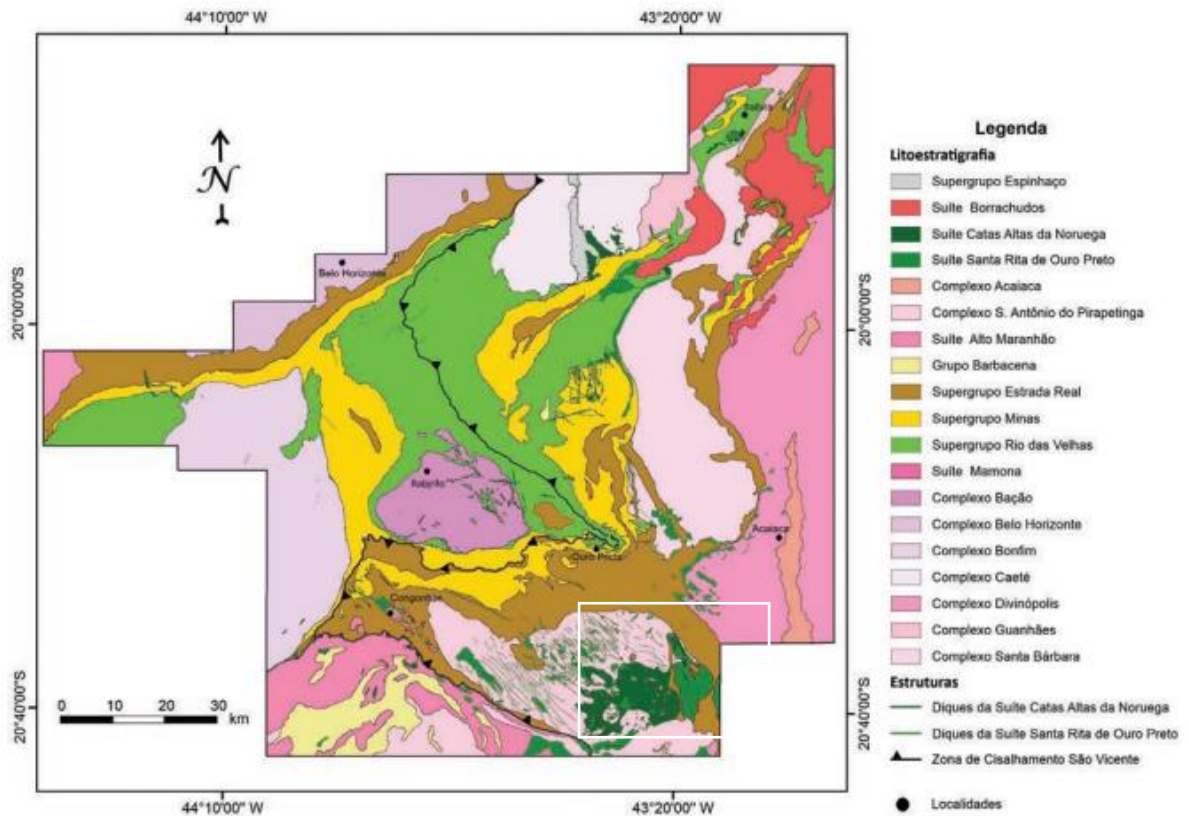 44°10'00" W
43°20'00" W
N
Itabira
Belo Horizonte
20°00'00"S
20°00'00"S
Itabirito
Acaiaca
Ouro Preto
Congonhas
0 10 20 30
km
20°40'00"S
20°40'00"S
44°10'00" W
43°20'00" W
Legenda
Litoestratigrafia
Supergrupo Espinhaço
Suíte Borrachudos
Suíte Catas Altas da Noruega
Suíte Santa Rita de Ouro Preto
Complexo Acaiaca
Complexo S. Antônio do Pirapetinga
Suíte Alto Maranhão
Grupo Barbacena
Supergrupo Estrada Real
Supergrupo Minas
Supergrupo Rio das Velhas
Suíte Mamona
Complexo Bação
Complexo Belo Horizonte
Complexo Bonfim
Complexo Caeté
Complexo Divinópolis
Complexo Guanhães
Complexo Santa Bárbara
Estruturas
Diques da Suíte Catas Altas da Noruega
Diques da Suíte Santa Rita de Ouro Preto
Zona de Cisalhamento São Vicente
Localidades